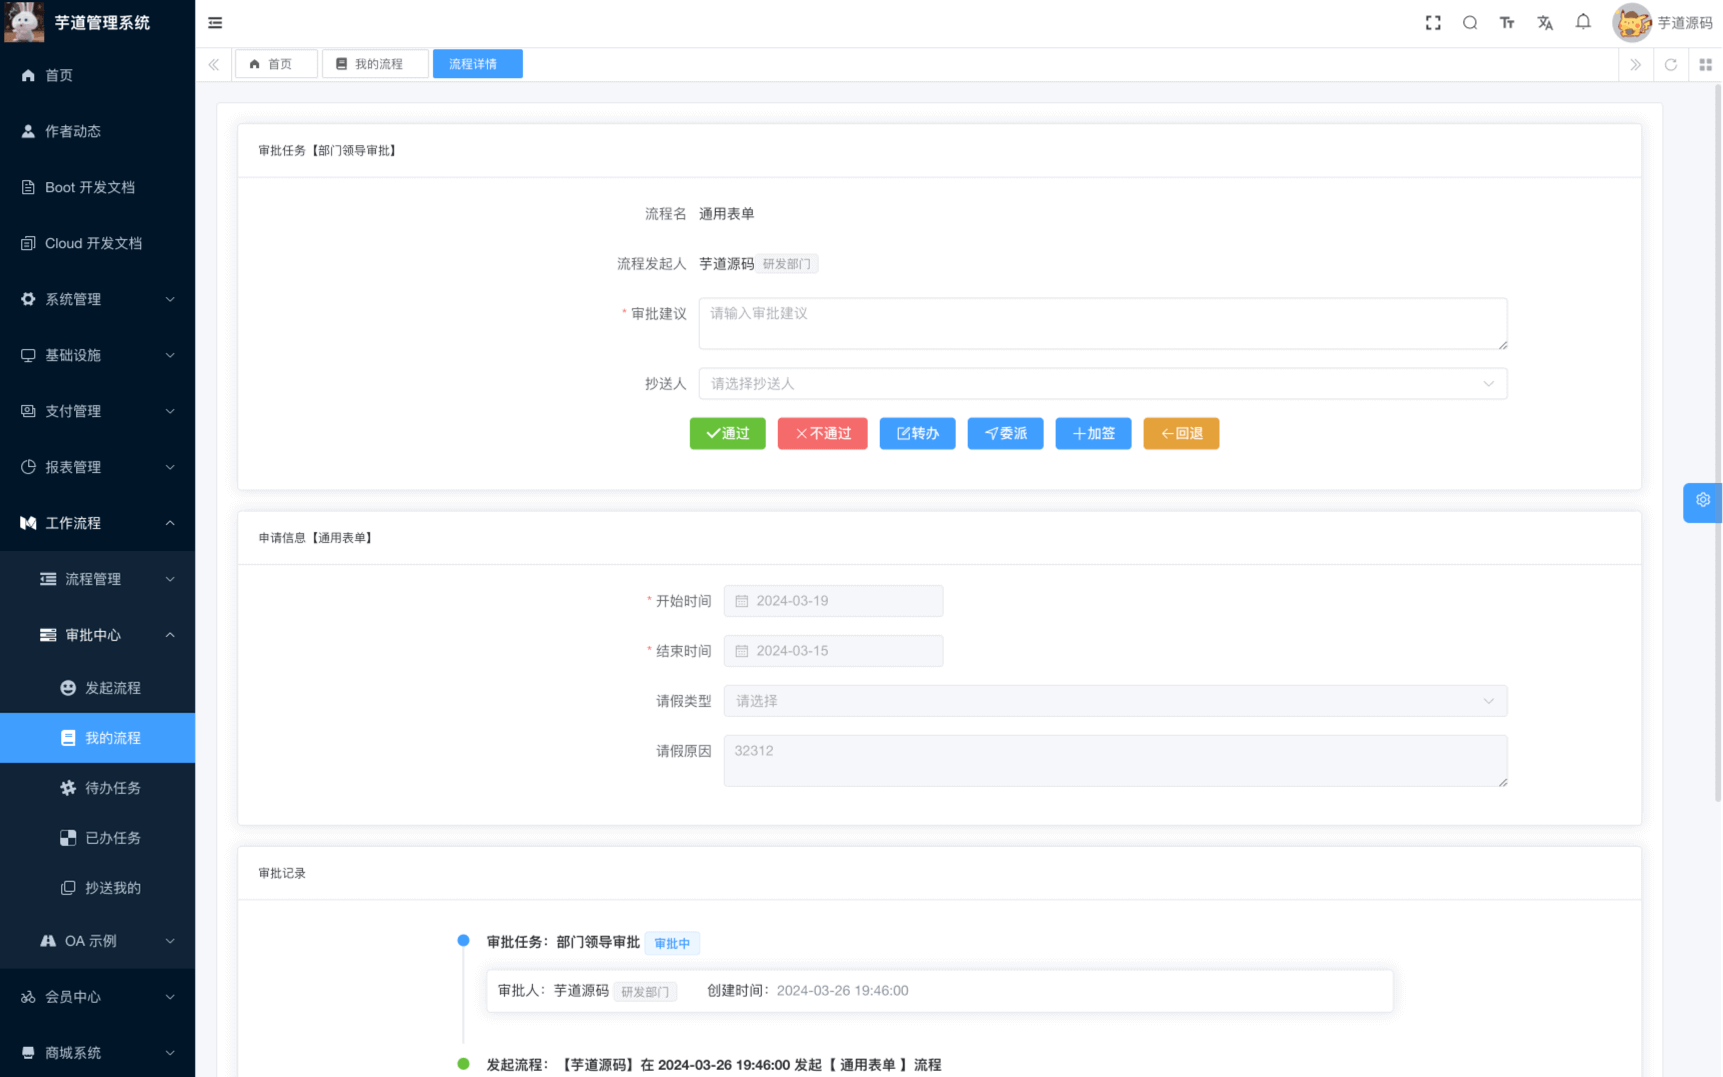 芋道管理系统
首页
作者动态
Boot 开发文档
Cloud 开发文档
系统管理
基础设施
支付管理
报表管理
工作流程
流程管理
审批中心
发起流程
我的流程
待办任务
已办任务
抄送我的
OA 示例
会员中心
商城系统
芋道源码
首页
我的流程
流程详情
审批任务【部门领导审批】
流程名 通用表单
流程发起人 芋道源码 研发部门
* 审批建议 请输入审批建议
抄送人 请选择抄送人
通过 不通过 转办 委派 加签 回退
申请信息【通用表单】
* 开始时间 2024-03-19
* 结束时间 2024-03-15
请假类型 请选择
请假原因 32312
审批记录
审批任务：部门领导审批 审批中
审批人：芋道源码 研发部门 创建时间：2024-03-26 19:46:00
发起流程：【芋道源码】在 2024-03-26 19:46:00 发起【 通用表单 】流程